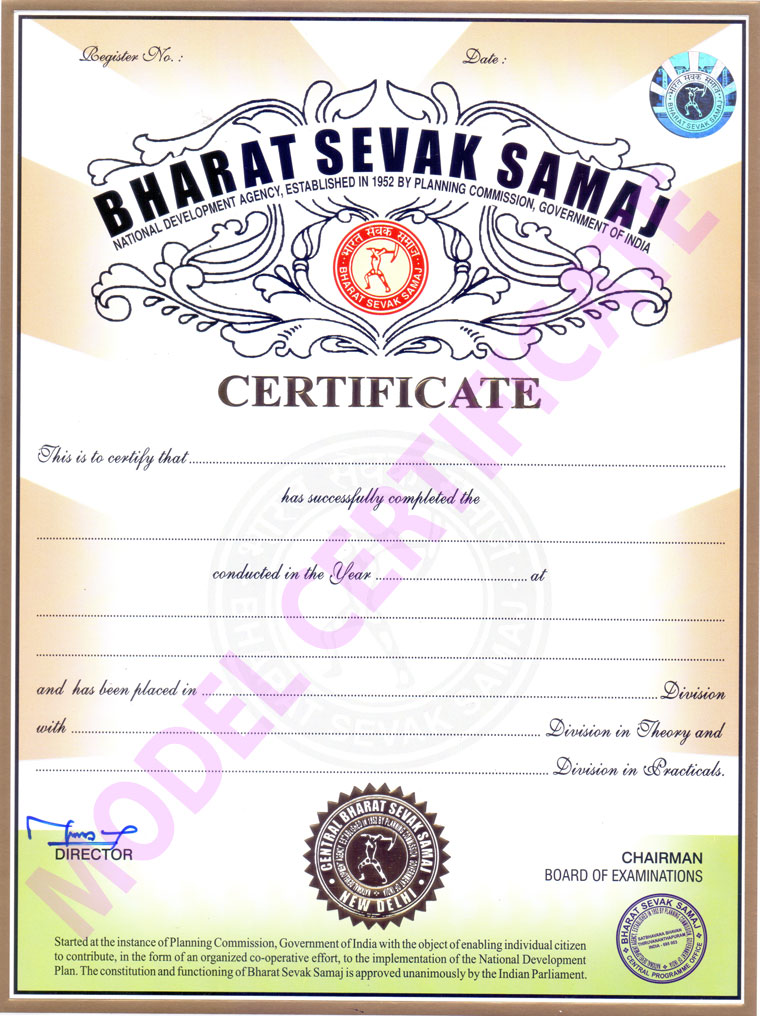 Register No. :
Date :
भारत सेवक समाज
BHARAT SEVAK SAMAJ
BHARAT SEVAK SAMAJ
NATIONAL DEVELOPMENT AGENCY, ESTABLISHED IN 1952 BY PLANNING COMMISSION, GOVERNMENT OF INDIA
भारत सेवक समाज
BHARAT SEVAK SAMAJ
CERTIFICATE
This is to certify that
has successfully completed the
conducted in the Year at
and has been placed in Division
with Division in Theory and
Division in Practicals.
MODEL CERTIFICATE
BHARAT SEVAK SAMAJ
DIRECTOR
CENTRAL BHARAT SEVAK SAMAJ
NEW DELHI
CHAIRMAN
BOARD OF EXAMINATIONS
BHARAT SEVAK SAMAJ
CENTRAL PROGRAMME OFFICE
Started at the instance of Planning Commission, Government of India with the object of enabling individual citizen
to contribute, in the form of an organized co-operative effort, to the implementation of the National Development
Plan. The constitution and functioning of Bharat Sevak Samaj is approved unanimously by the Indian Parliament.